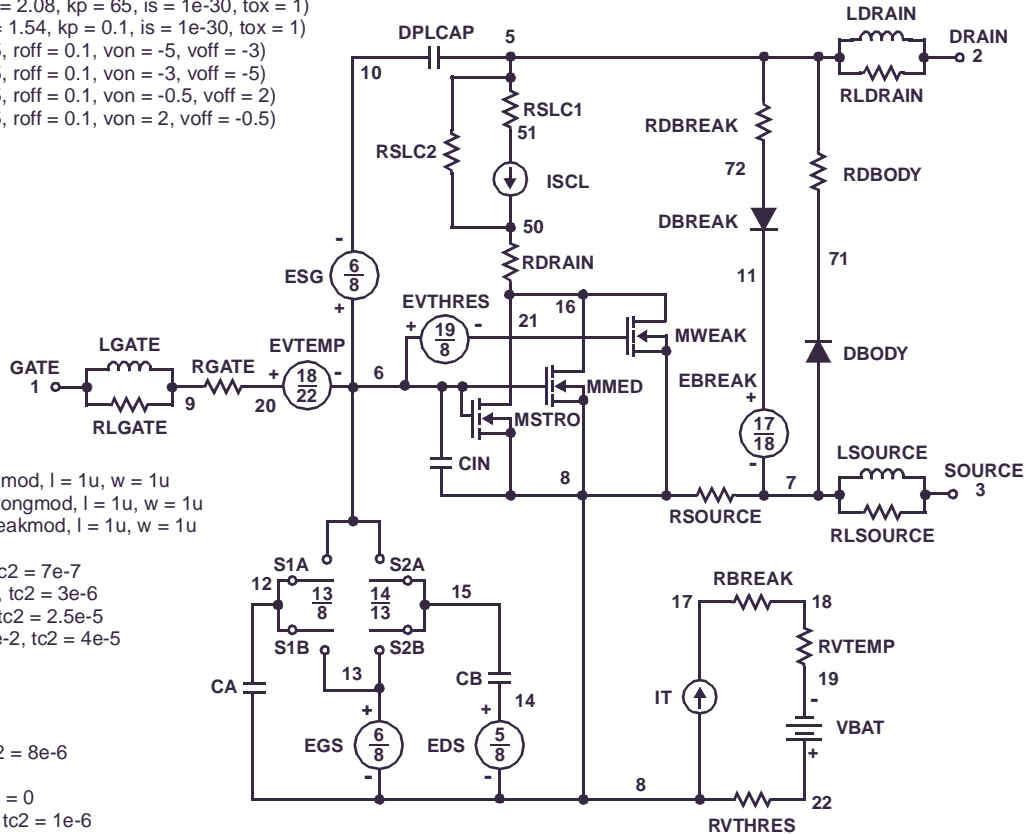 = 2.08, kp = 65, is = 1e-30, tox = 1)
= 1.54, kp = 0.1, is = 1e-30, tox = 1)
, roff = 0.1, von = -5, voff = -3)
, roff = 0.1, von = -3, voff = -5)
, roff = 0.1, von = -0.5, voff = 2)
, roff = 0.1, von = 2, voff = -0.5)
LDRAIN
DPLCAP
5
DRAIN
2
10
RLDRAIN
RSLC1
51
RDBREAK
RSLC2
72
RDBODY
ISCL
DBREAK
50
-
RDRAIN
71
6
8
ESG
11
+
EVTHRES
16
21
+
19
8
-
MWEAK
LGATE
EVTEMP
DBODY
GATE
1
RGATE
+
18
22
-
6
MMED
EBREAK
+
9
20
MSTRO
17
18
-
RLGATE
CIN
LSOURCE
8
7
SOURCE
3
mod, l = 1u, w = 1u
rongmod, l = 1u, w = 1u
eakmod, l = 1u, w = 1u
RSOURCE
RLSOURCE
c2 = 7e-7
, tc2 = 3e-6
tc2 = 2.5e-5
e-2, tc2 = 4e-5
S1A
S2A
12
13
8
14
13
15
RBREAK
17
18
S1B
S2B
RVTEMP
13
CB
19
CA
14
IT
-
+
+
VBAT
EGS
6
8
EDS
5
8
+
2 = 8e-6
-
-
8
22
= 0
tc2 = 1e-6
RVTHRES